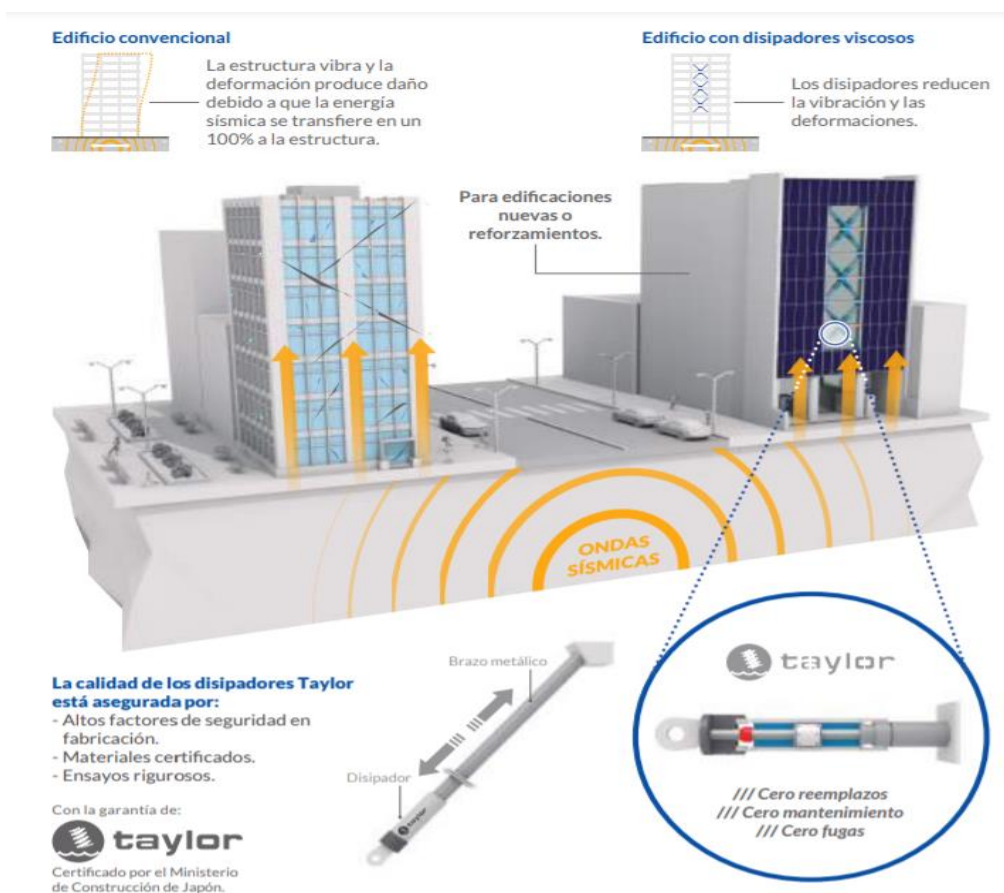 Edificio convencional
La estructura vibra y la
deformación produce daño
debido a que la energía
sísmica se transfiere en un
100% a la estructura.
Edificio con disipadores viscosos
Los disipadores reducen
la vibración y las
deformaciones.
Para edificaciones
nuevas o
reforzamientos.
ONDAS
SÍSMICAS
La calidad de los disipadores Taylor
está asegurada por:
- Altos factores de seguridad en
fabricación.
- Materiales certificados.
- Ensayos rigurosos.
Con la garantía de:
taylor
Certificado por el Ministerio
de Construcción de Japón.
Brazo metálico
Disipador
taylor
taylor
/// Cero reemplazos
/// Cero mantenimiento
/// Cero fugas